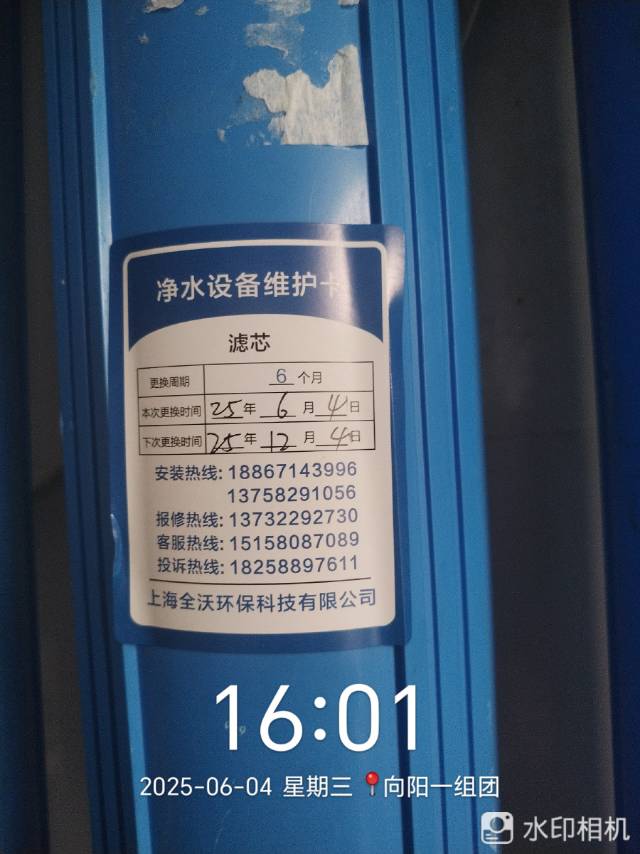 净水设备维护卡
滤芯
更换周期 6 个月
本次更换时间 25 年 6 月 4 日
下次更换时间 25 年 12 月 4 日
安装热线: 18867143996
13758291056
报修热线: 13732292730
客服热线: 15158087089
投诉热线: 18258897611
上海全沃环保科技有限公司
16:01
2025-06-04 星期三 📍向阳一组团
水印相机